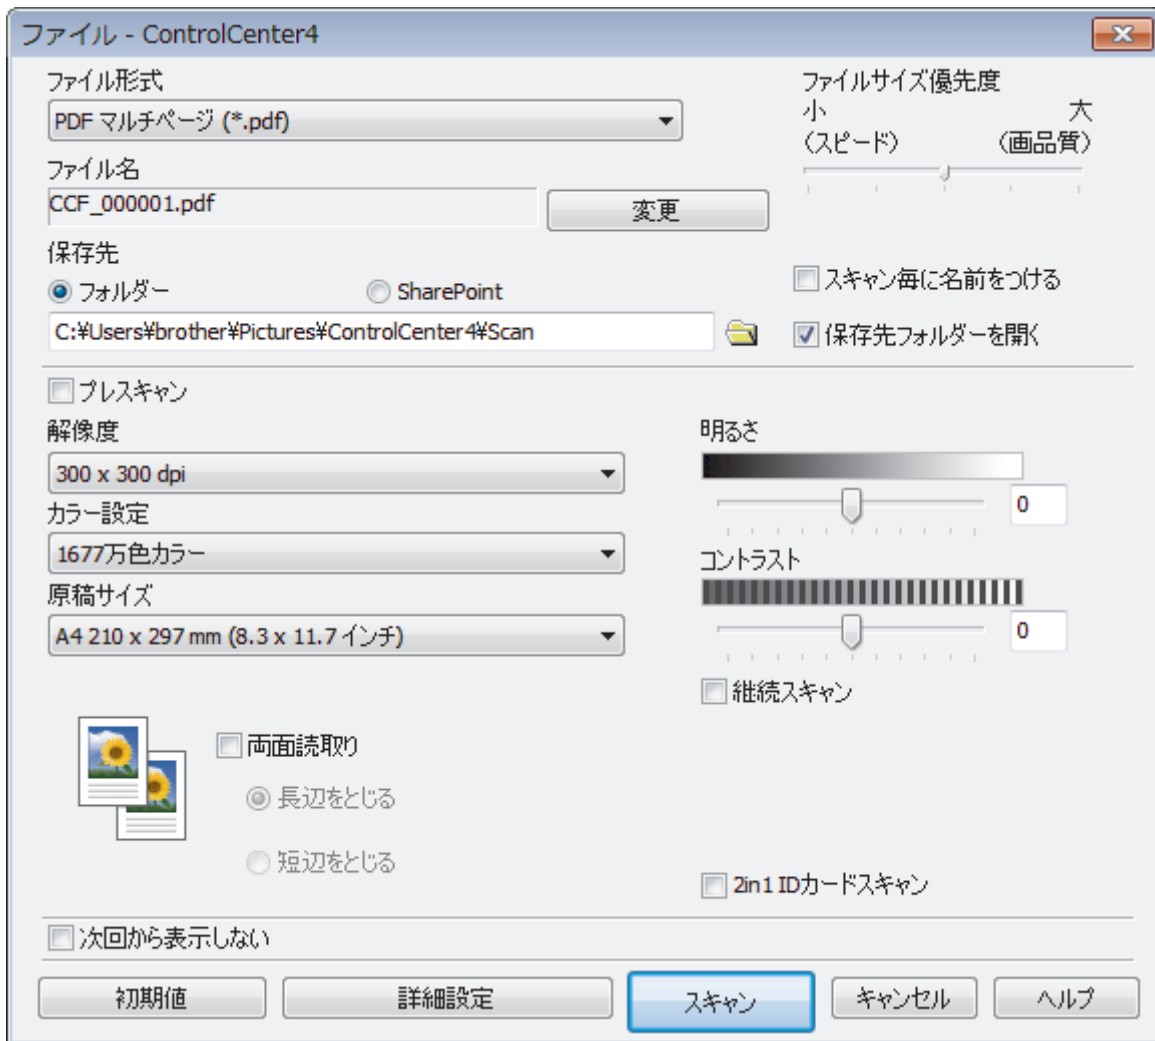 ファイル - ControlCenter4
ファイル形式
PDF マルチページ (*.pdf)
ファイルサイズ優先度
小 大
(スピード) (画品質)
ファイル名
CCF_000001.pdf
変更
保存先
フォルダー
SharePoint
C:¥Users¥brother¥Pictures¥ControlCenter4¥Scan
スキャン毎に名前をつける
保存先フォルダーを開く
プレスキャン
解像度
300 x 300 dpi
カラー設定
1677万色カラー
原稿サイズ
A4 210 x 297 mm (8.3 x 11.7 インチ)
明るさ
0
コントラスト
0
継続スキャン
両面読取り
長辺をとじる
短辺をとじる
2in1 IDカードスキャン
次回から表示しない
初期値
詳細設定
スキャン
キャンセル
ヘルプ